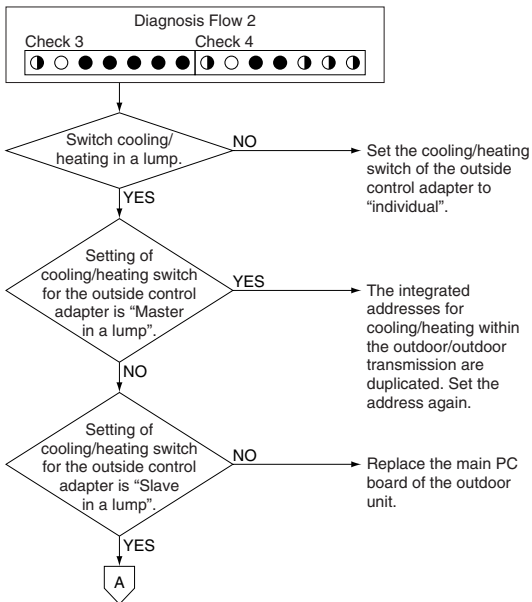 Diagnosis Flow 2
Check 3
Check 4
Switch cooling/
heating in a lump.
NO
Set the cooling/heating
switch of the outside
control adapter to
“individual”.
YES
Setting of
cooling/heating switch
for the outside control
adapter is “Master
in a lump”.
YES
The integrated
addresses for
cooling/heating within
the outdoor/outdoor
transmission are
duplicated. Set the
address again.
NO
Setting of
cooling/heating switch
for the outside control
adapter is “Slave
in a lump”.
NO
Replace the main PC
board of the outdoor
unit.
YES
A